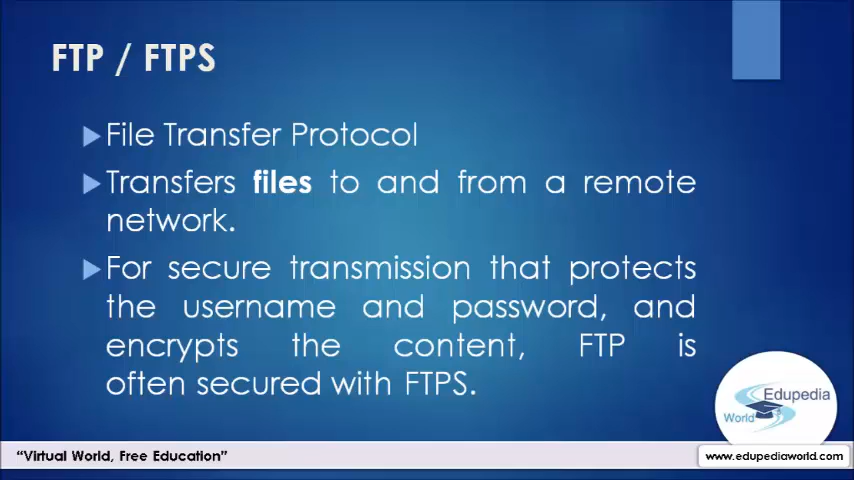 FTP / FTPS
File Transfer Protocol
Transfers files to and from a remote
network.
For secure transmission that protects
the username and password, and
encrypts the content, FTP is
often secured with FTPS.
Edupedia
World
“Virtual World, Free Education”
www.edupediaworld.com